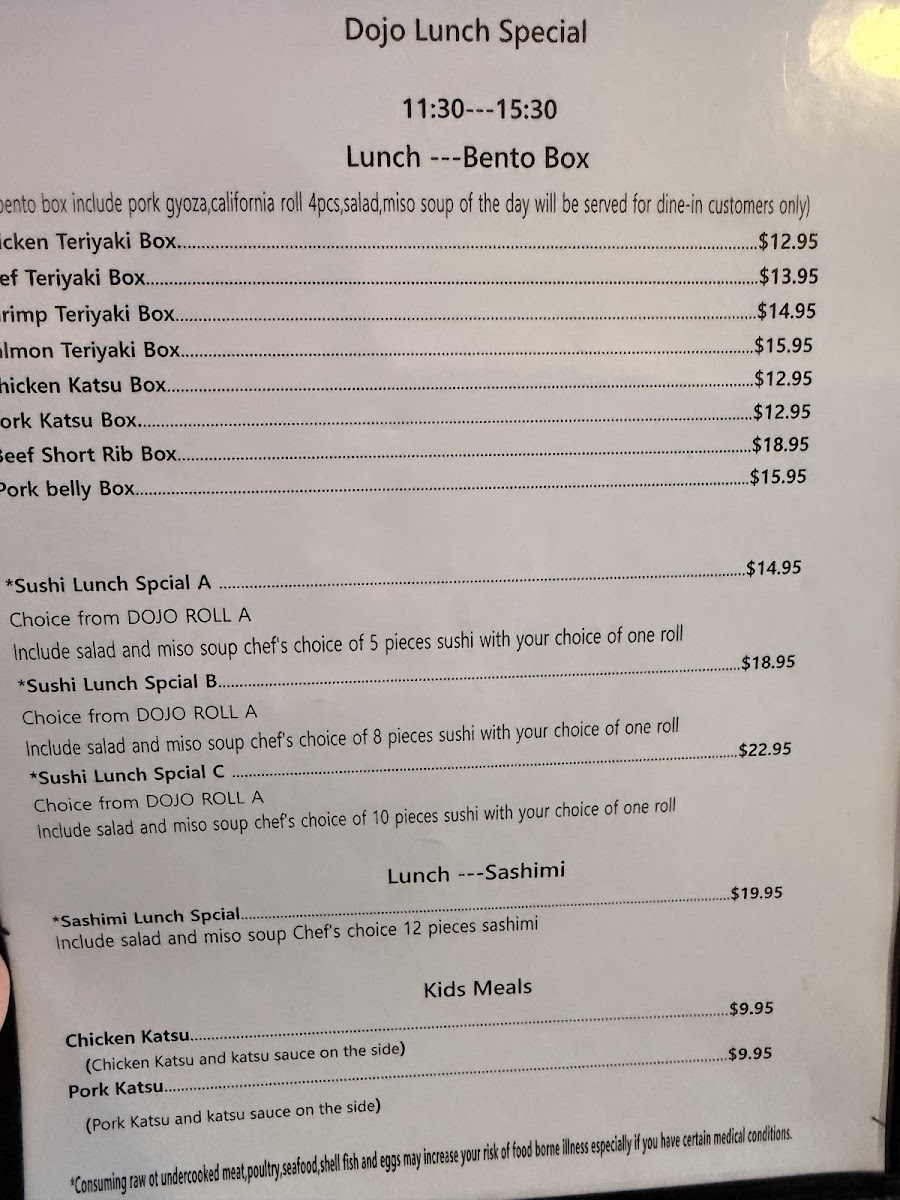 Dojo Lunch Special
11:30---15:30
Lunch ---Bento Box
bento box include pork gyoza,california roll 4pcs,salad,miso soup of the day will be served for dine-in customers only)
icken Teriyaki Box.....$12.95
ef Teriyaki Box.....$13.95
rimp Teriyaki Box.....$14.95
almon Teriyaki Box.....$15.95
hicken Katsu Box.....$12.95
ork Katsu Box.....$12.95
Beef Short Rib Box.....$18.95
Pork belly Box.....$15.95
*Sushi Lunch Spcial A .....$14.95
Choice from DOJO ROLL A
Include salad and miso soup chef's choice of 5 pieces sushi with your choice of one roll
*Sushi Lunch Spcial B.....$18.95
Choice from DOJO ROLL A
Include salad and miso soup chef's choice of 8 pieces sushi with your choice of one roll
*Sushi Lunch Spcial C .....$22.95
Choice from DOJO ROLL A
Include salad and miso soup chef's choice of 10 pieces sushi with your choice of one roll
Lunch ---Sashimi
*Sashimi Lunch Spcial.....$19.95
Include salad and miso soup Chef's choice 12 pieces sashimi
Kids Meals
Chicken Katsu.....$9.95
(Chicken Katsu and katsu sauce on the side)
Pork Katsu.....$9.95
(Pork Katsu and katsu sauce on the side)
*Consuming raw ot undercooked meat,poultry,seafood,shell fish and eggs may increase your risk of food borne illness especially if you have certain medical conditions.